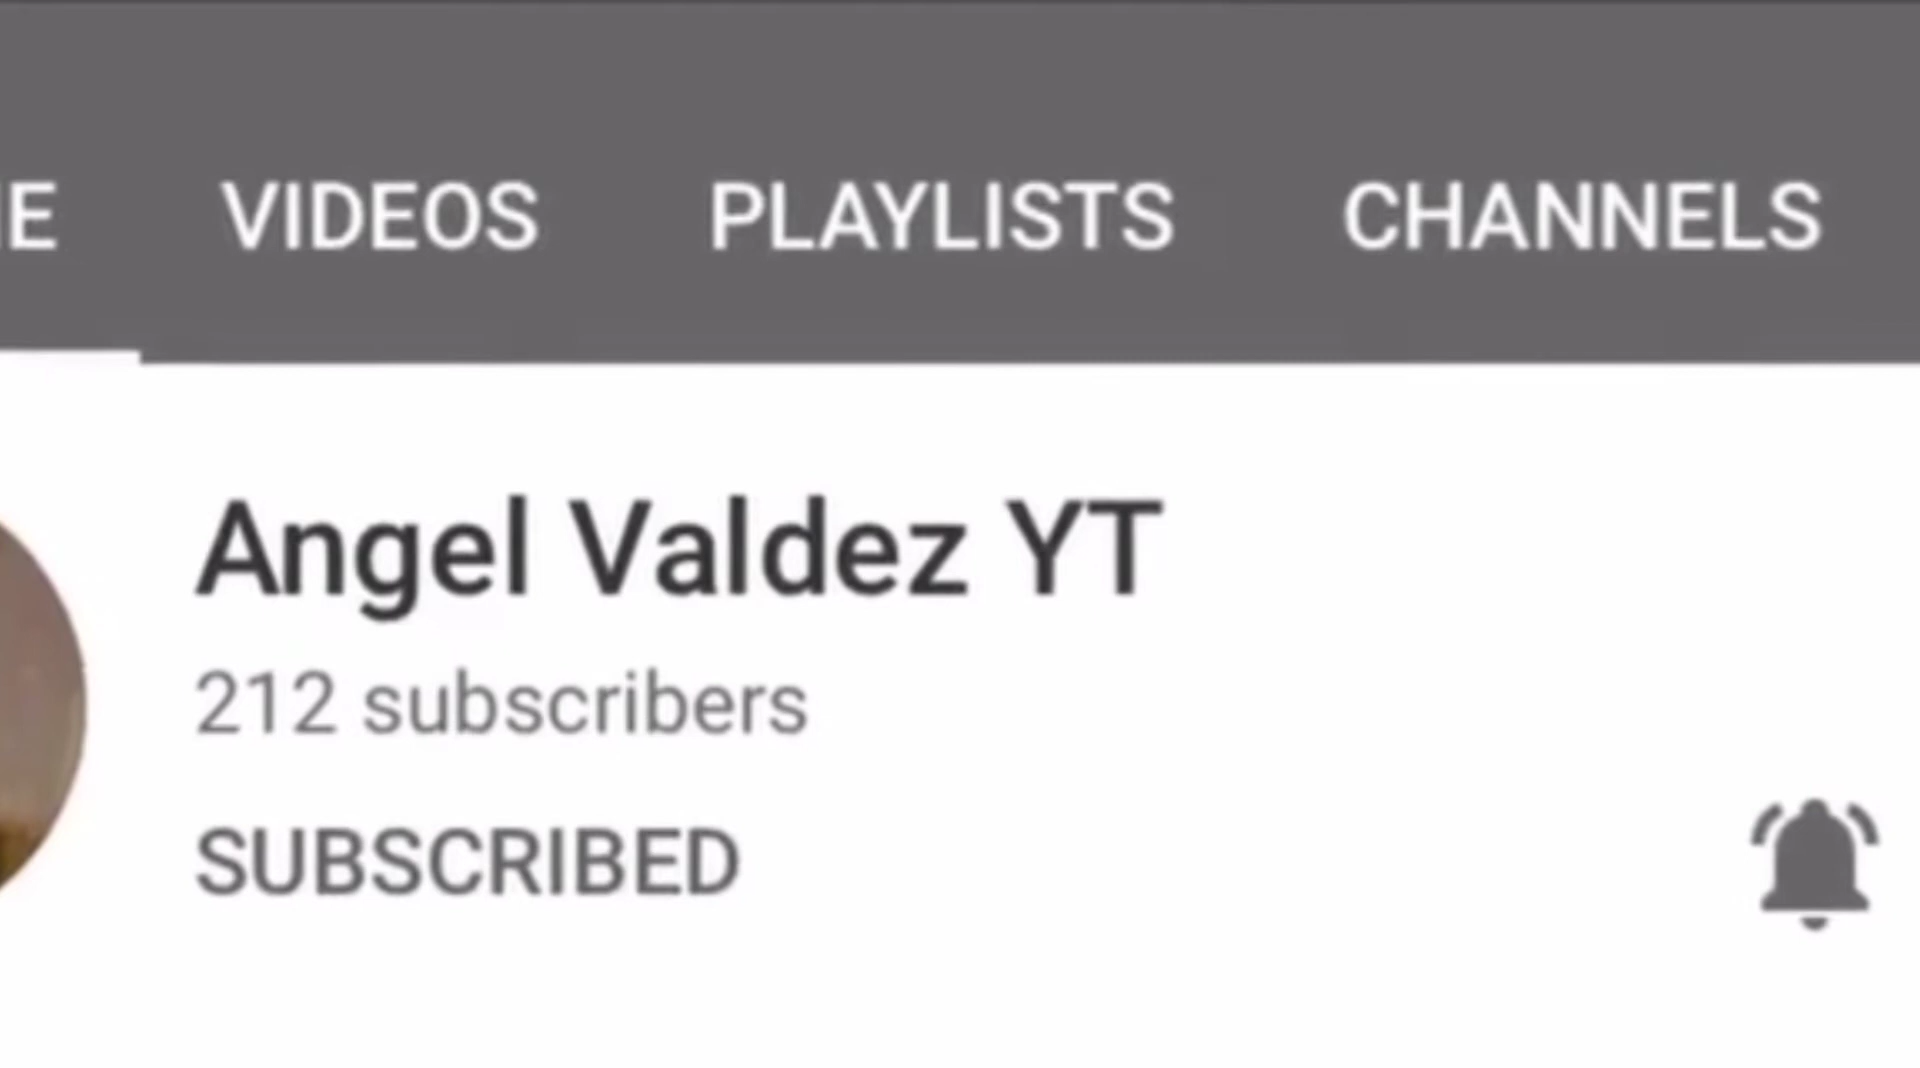 VIDEOS PLAYLISTS CHANNELS
Angel Valdez YT
212 subscribers
SUBSCRIBED